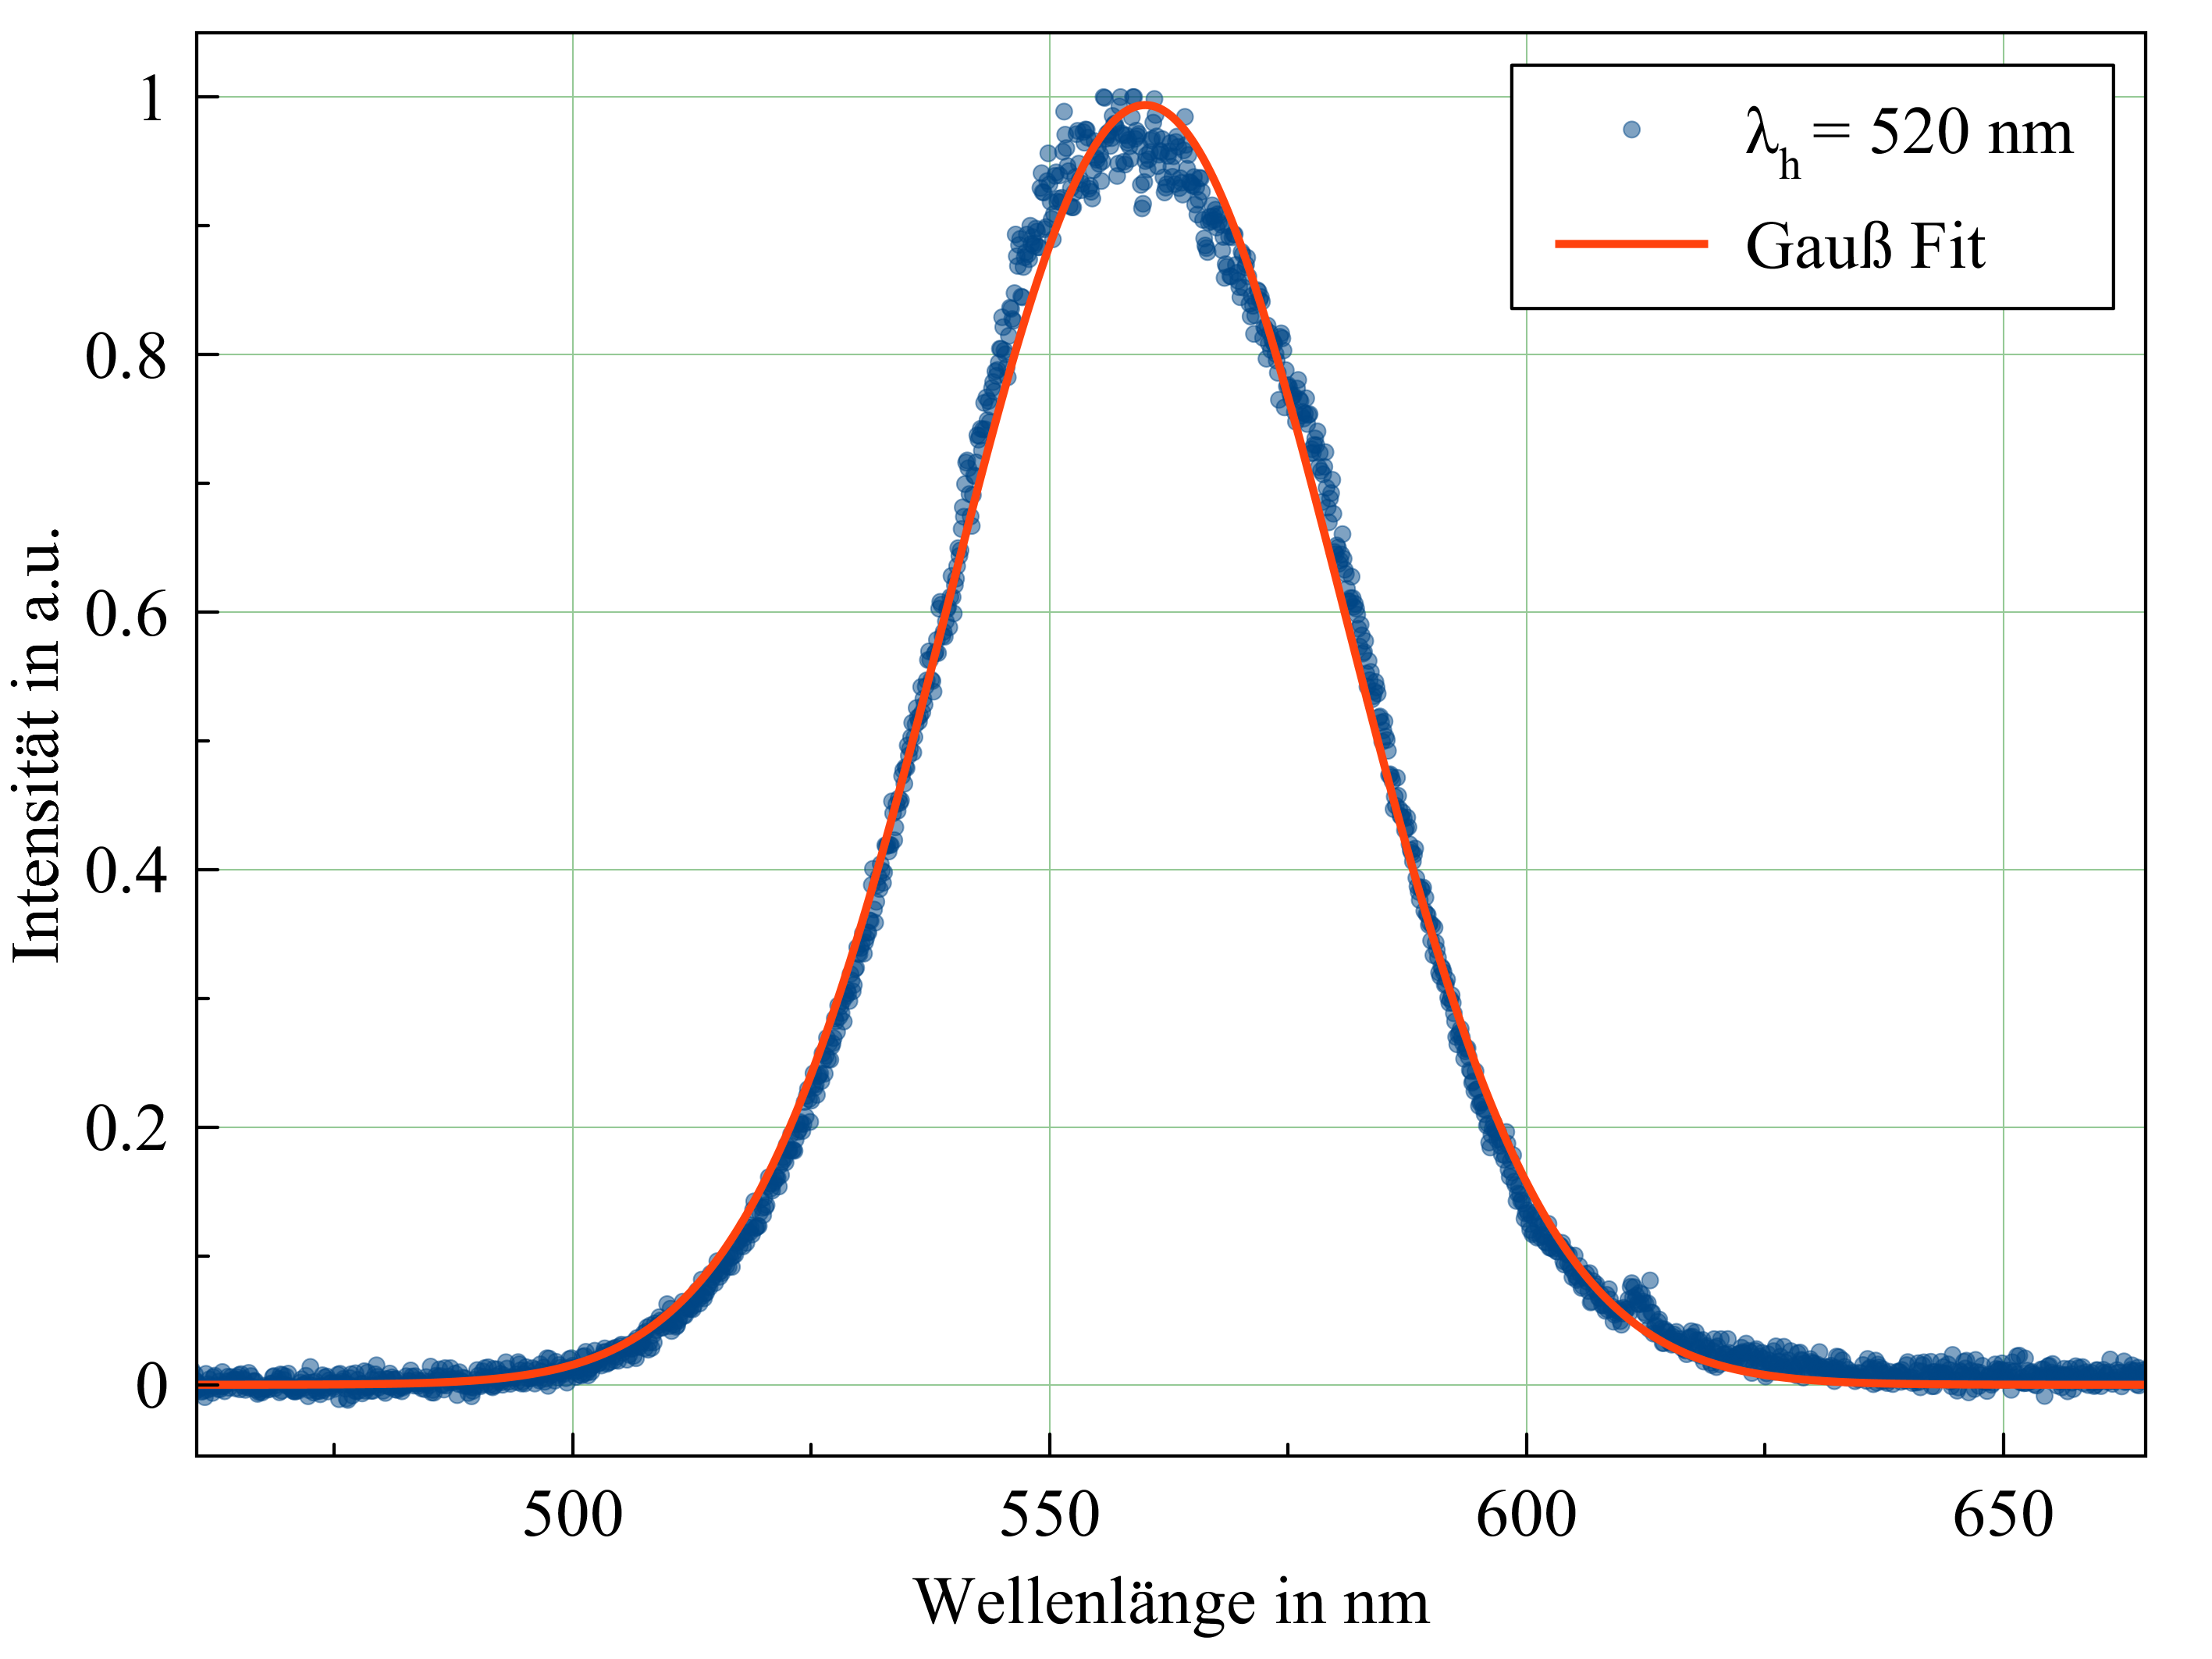 λh = 520 nm
Gauß Fit
1
0.8
0.6
0.4
0.2
0
Intensität in a.u.
500 550 600 650
Wellenlänge in nm